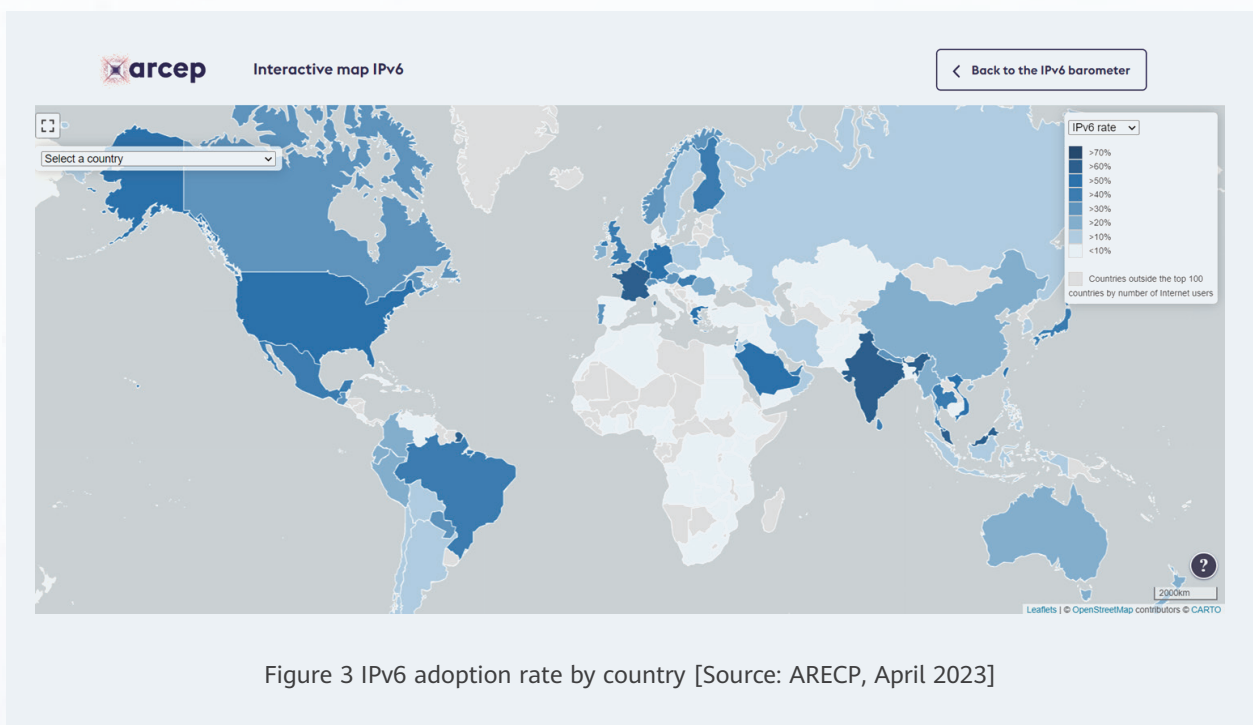 arcep
Interactive map IPv6
Back to the IPv6 barometer
Select a country
IPv6 rate
>70%
>60%
>50%
>40%
>30%
>20%
>10%
<10%
Countries outside the top 100
countries by number of Internet users
?
2000km
Leaflets | © OpenStreetMap contributors © CARTO
Figure 3 IPv6 adoption rate by country [Source: ARECP, April 2023]